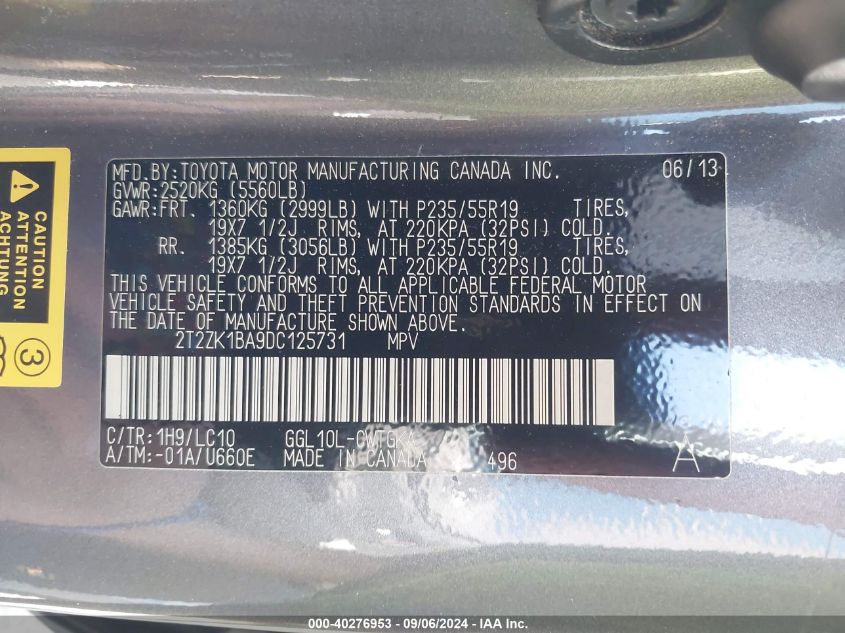 MFD.BY:TOYOTA MOTOR MANUFACTURING CANADA INC. 06/13
GVWR:2520KG (5560LB)
GAWR:FRT. 1360KG (2999LB) WITH P235/55R19 TIRES,
19X7 1/2J RIMS, AT 220KPA (32PSI) COLD.
RR. 1385KG (3056LB) WITH P235/55R19 TIRES,
19X7 1/2J RIMS, AT 220KPA (32PSI) COLD.
THIS VEHICLE CONFORMS TO ALL APPLICABLE FEDERAL MOTOR
VEHICLE SAFETY AND THEFT PREVENTION STANDARDS IN EFFECT ON
THE DATE OF MANUFACTURE SHOWN ABOVE.
2T2ZK1BA9DC125731 MPV
C/TR:1H9/LC10 GGL10L-CWTGKA
A/TM:-01A/U660E MADE IN CANADA 496 A
CAUTION
ATTENTION
ACHTUNG
3
000-40276953 - 09/06/2024 - IAA Inc.